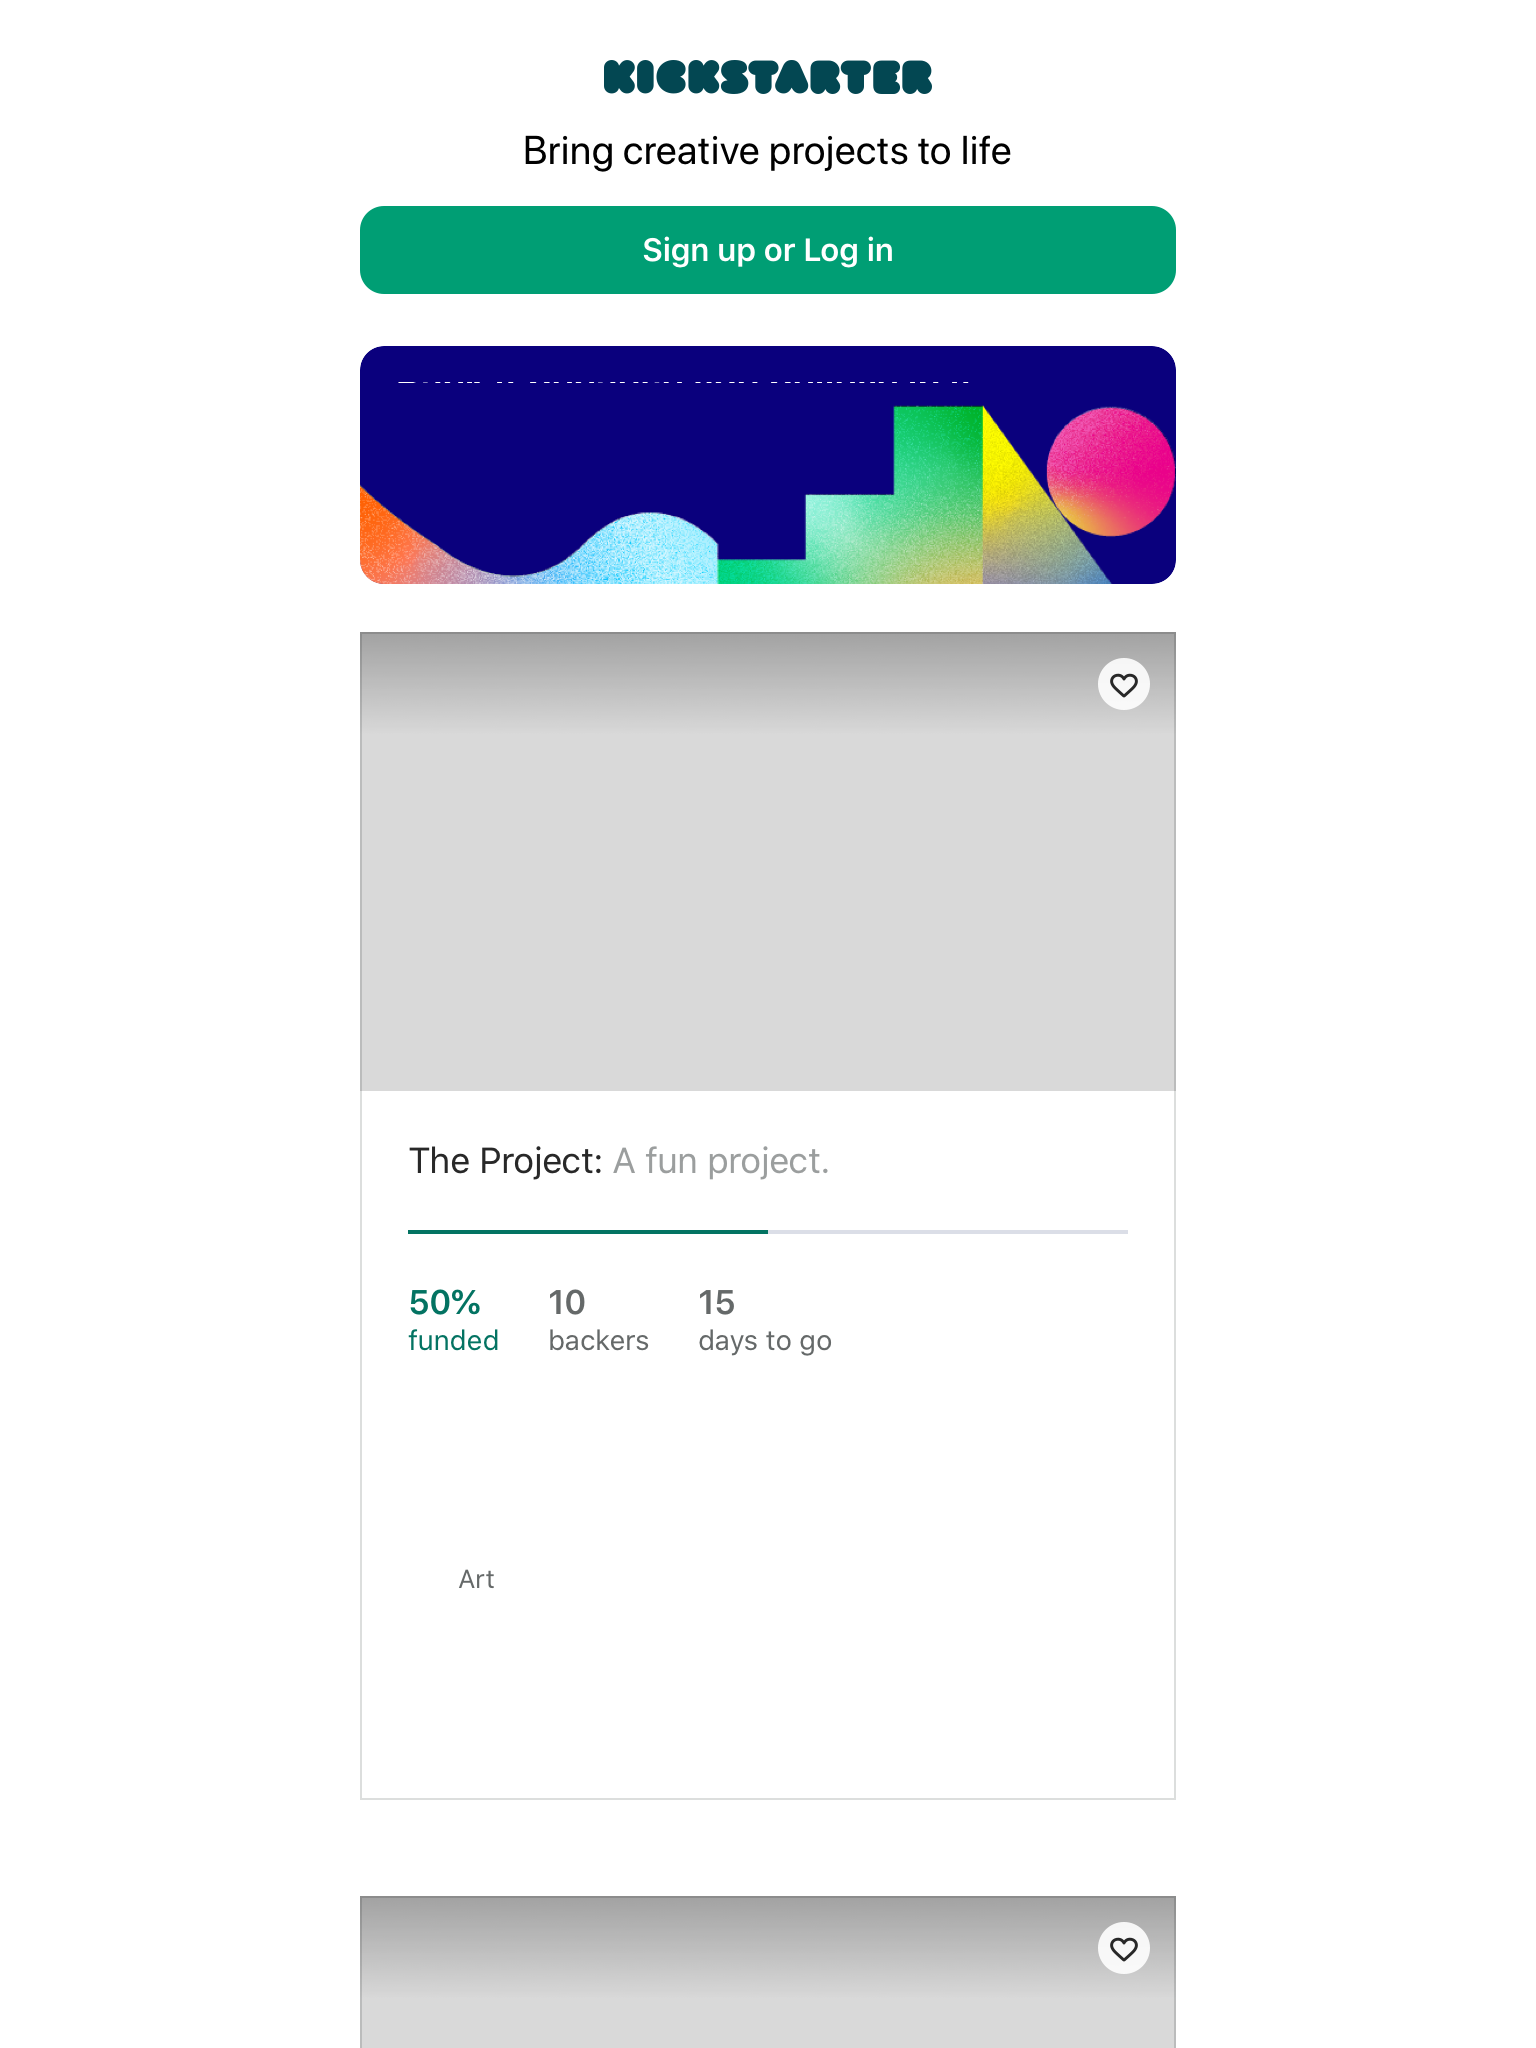 KICKSTARTER
Bring creative projects to life
Sign up or Log in
The Project: A fun project.
50%
funded
10
backers
15
days to go
Art